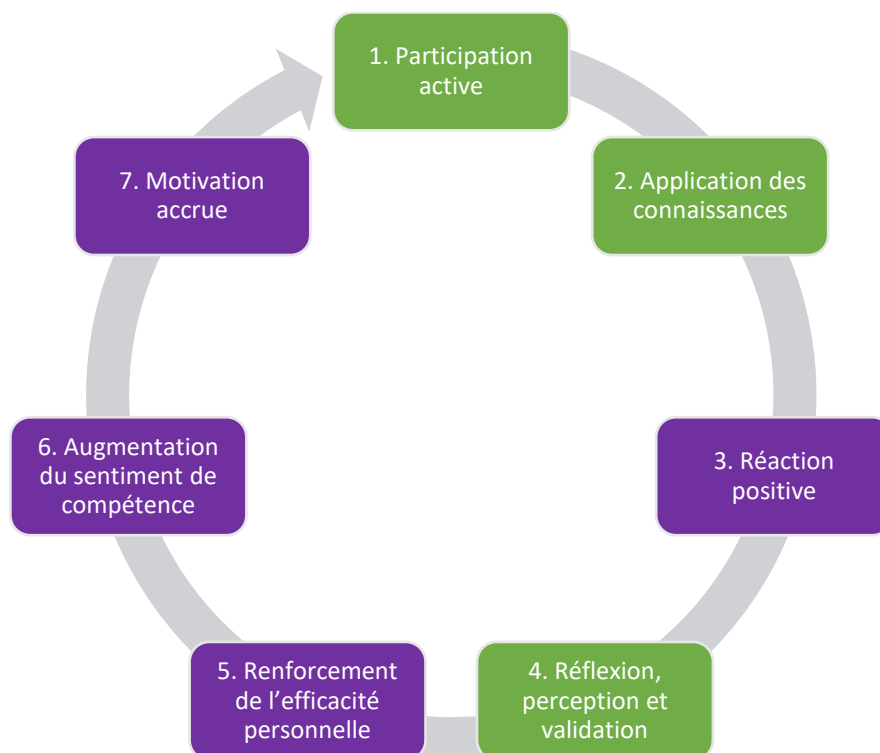 1. Participation
active
2. Application des
connaissances
3. Réaction
positive
4. Réflexion,
perception et
validation
5. Renforcement
de l’efficacité
personnelle
6. Augmentation
du sentiment de
compétence
7. Motivation
accrue